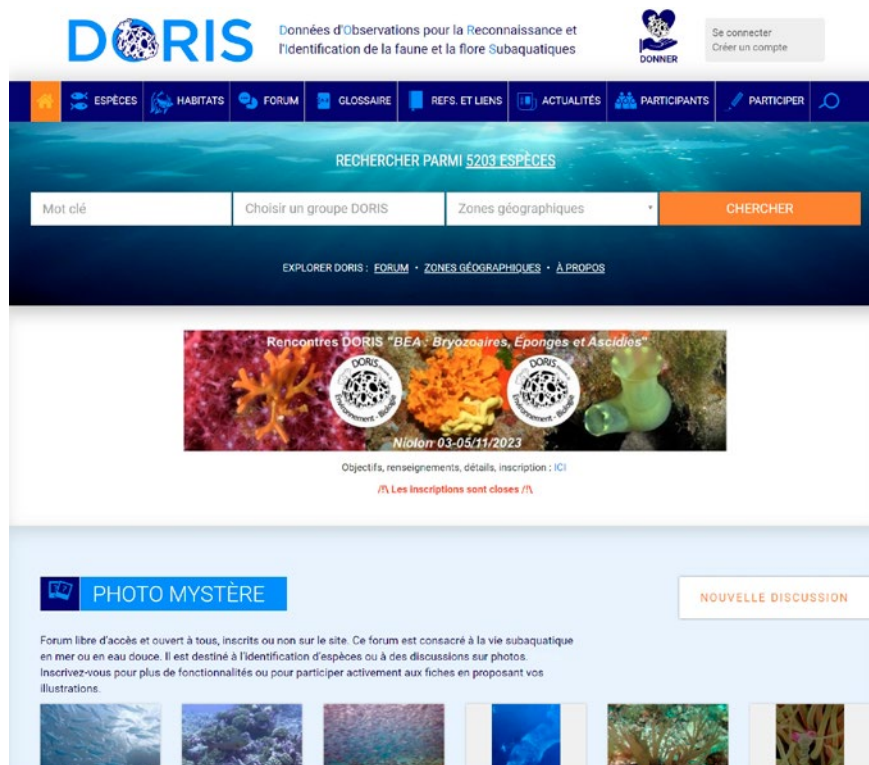 DORIS
Données d'Observations pour la Reconnaissance et
l'Identification de la faune et la flore Subaquatiques
DONNER
Se connecter
Créer un compte
ESPÈCES HABITATS FORUM GLOSSAIRE REFS. ET LIENS ACTUALITÉS PARTICIPANTS PARTICIPER
RECHERCHER PARMI 5203 ESPÈCES
Mot clé Choisir un groupe DORIS Zones géographiques CHERCHER
EXPLORER DORIS : FORUM • ZONES GÉOGRAPHIQUES • À PROPOS
Rencontres DORIS "BEA : Bryozoaires, Éponges et Ascidies"
DORIS
Environnement - Biologie
DORIS
Environnement - Biologie
Niolon 03-05/11/2023
Objectifs, renseignements, détails, inscription : ICI
/!\ Les inscriptions sont closes /!\
PHOTO MYSTÈRE
NOUVELLE DISCUSSION
Forum libre d'accès et ouvert à tous, inscrits ou non sur le site. Ce forum est consacré à la vie subaquatique
en mer ou en eau douce. Il est destiné à l'identification d'espèces ou à des discussions sur photos.
Inscrivez-vous pour plus de fonctionnalités ou pour participer activement aux fiches en proposant vos
illustrations.